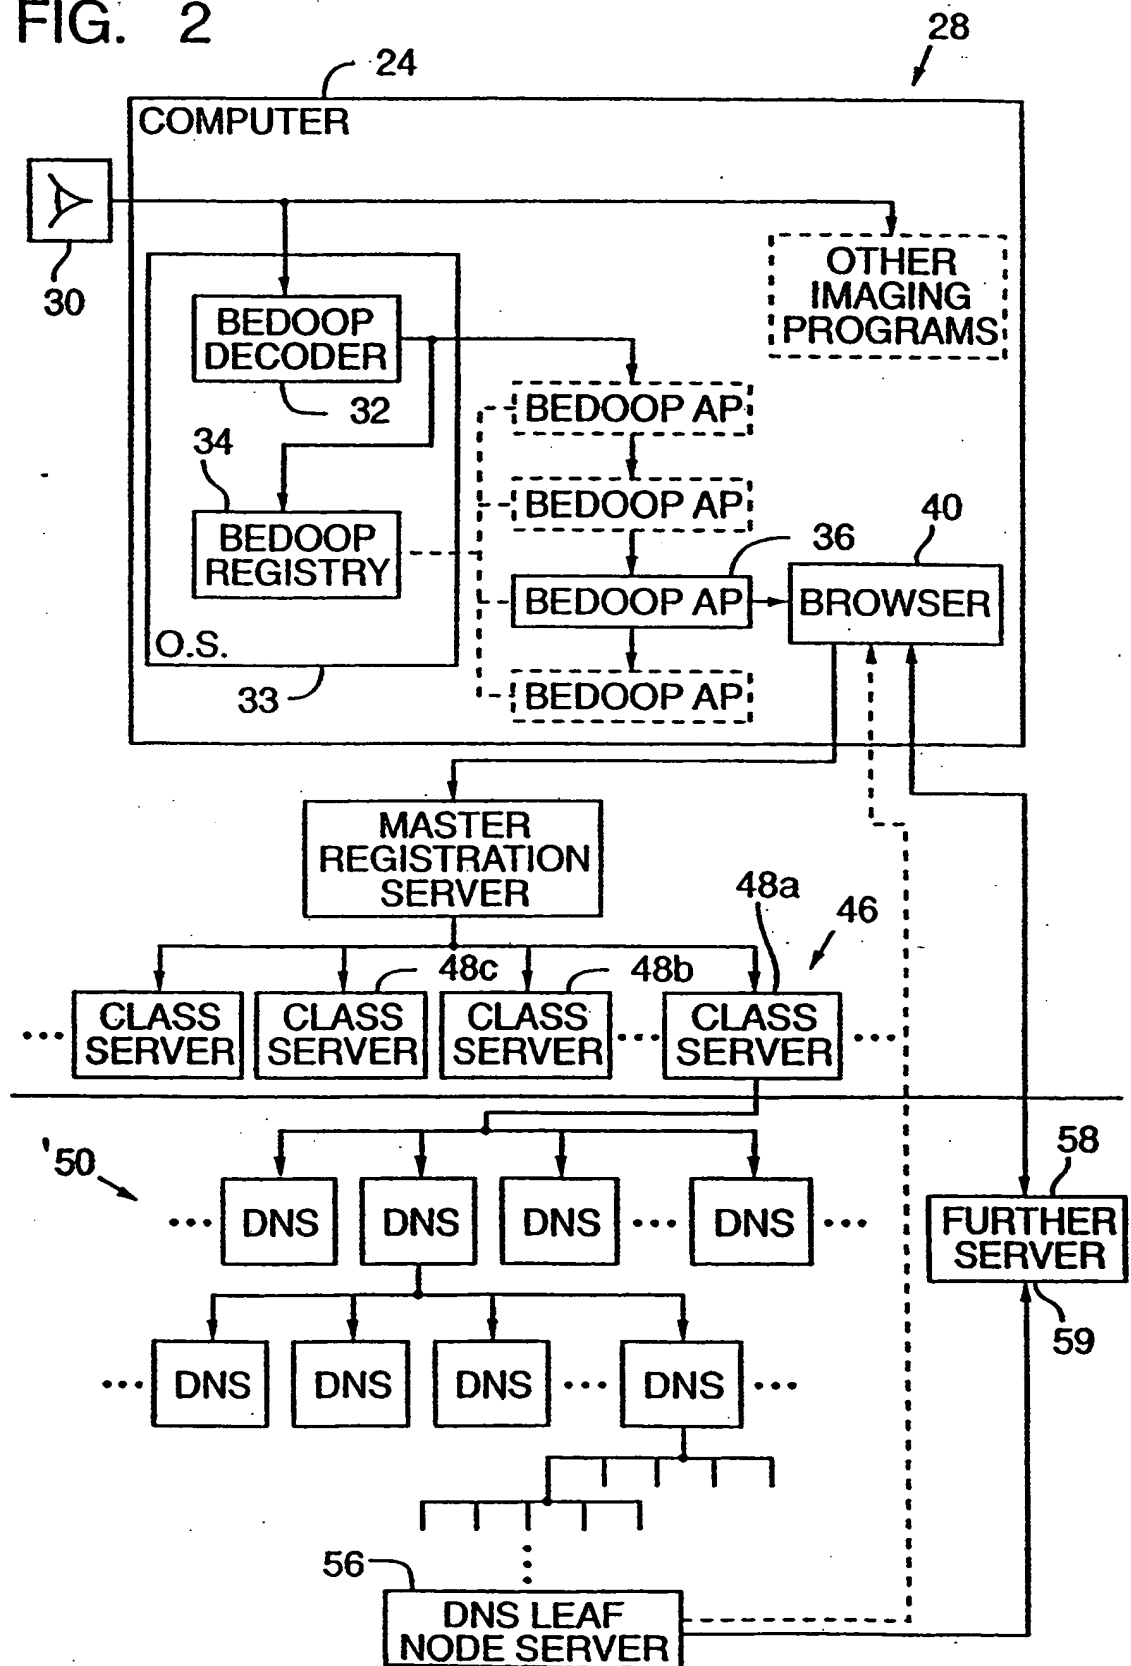 FIG. 2
28
24
COMPUTER
30
OTHER
IMAGING
PROGRAMS
BEDOOP
DECODER
32
BEDOOP AP
34
BEDOOP AP
40
BEDOOP
REGISTRY
36
BEDOOP AP
BROWSER
O.S.
33
BEDOOP AP
MASTER
REGISTRATION
SERVER
48a
46
48c
48b
CLASS
SERVER
CLASS
SERVER
CLASS
SERVER
CLASS
SERVER
50
58
DNS
DNS
DNS
DNS
FURTHER
SERVER
59
DNS
DNS
DNS
DNS
56
DNS LEAF
NODE SERVER